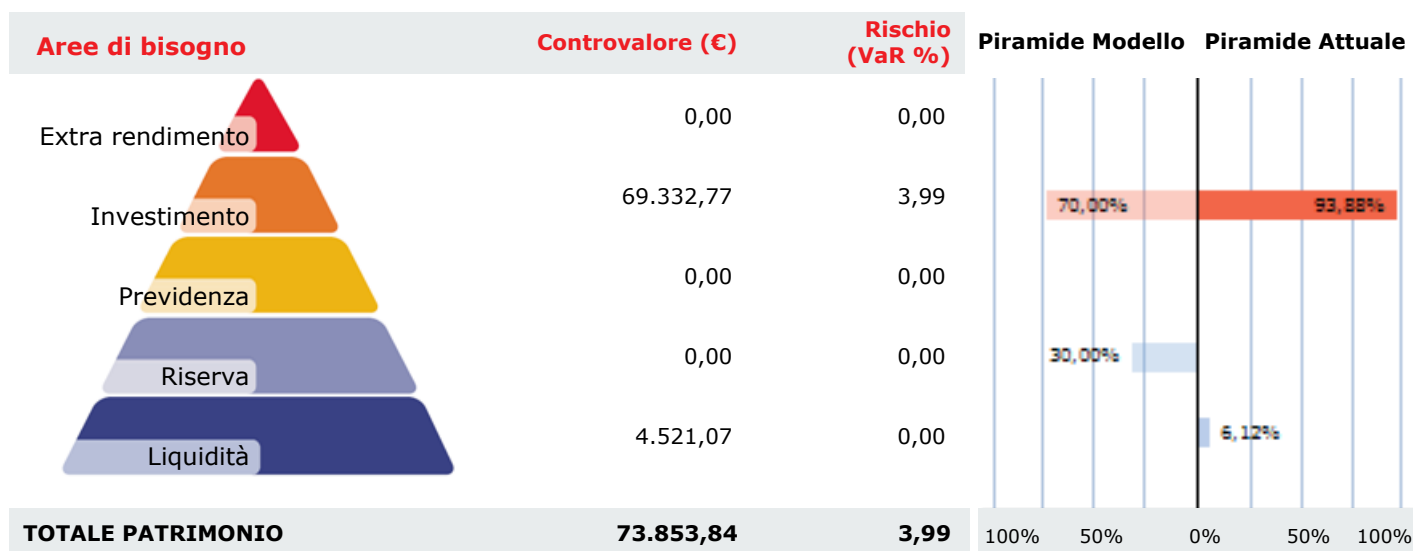 Aree di bisogno Controvalore (€) Rischio (VaR %) Piramide Modello Piramide Attuale
Extra rendimento 0,00 0,00
Investimento 69.332,77 3,99 70,00% 93,88%
Previdenza 0,00 0,00
Riserva 0,00 0,00 30,00%
Liquidità 4.521,07 0,00 6,12%
TOTALE PATRIMONIO 73.853,84 3,99 100% 50% 0% 50% 100%